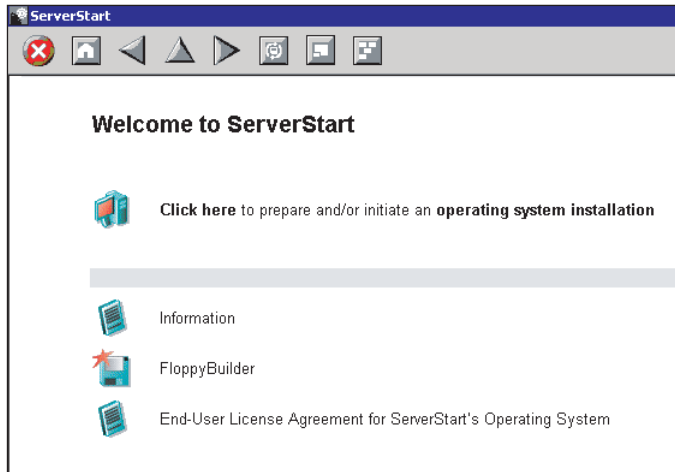 ServerStart
Welcome to ServerStart
Click here to prepare and/or initiate an operating system installation
Information
FloppyBuilder
End-User License Agreement for ServerStart's Operating System